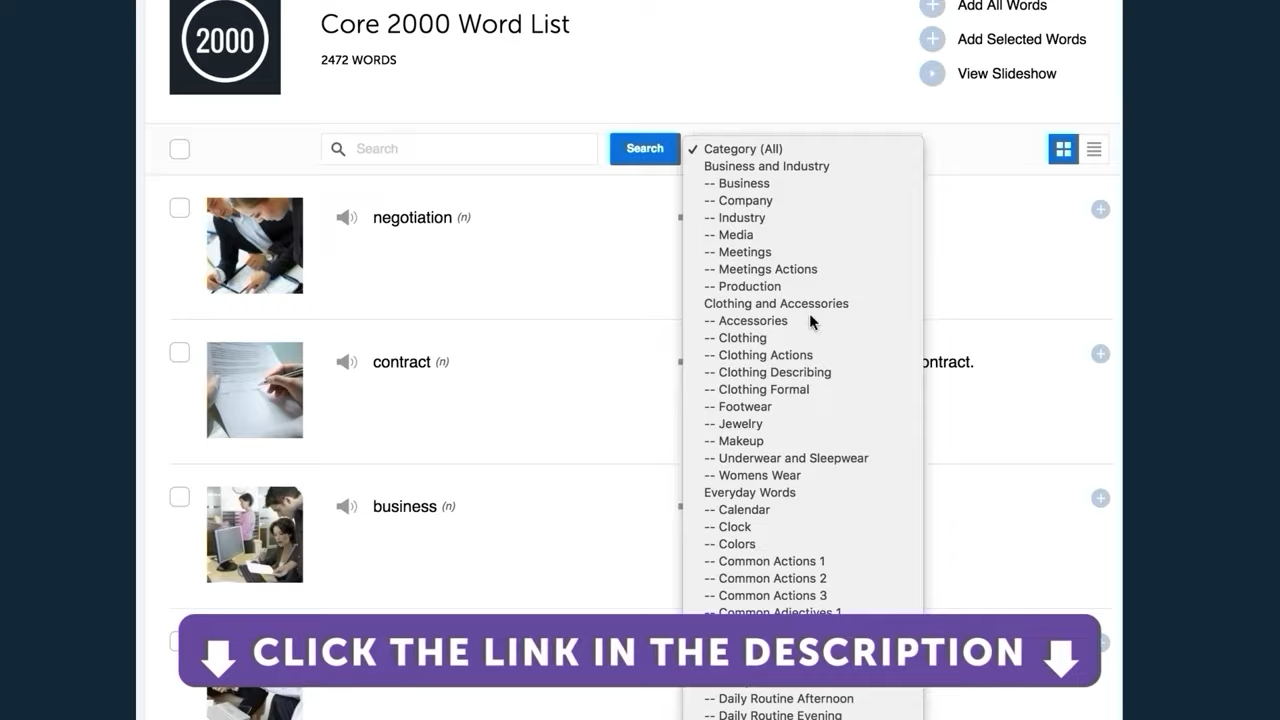 Add All Words
2000
Core 2000 Word List
Add Selected Words
2472 WORDS
View Slideshow
Search
Search
✓ Category (All)
Business and Industry
-- Business
-- Company
-- Industry
-- Media
-- Meetings
-- Meetings Actions
-- Production
Clothing and Accessories
-- Accessories
-- Clothing
-- Clothing Actions
-- Clothing Describing
-- Clothing Formal
-- Footwear
-- Jewelry
-- Makeup
-- Underwear and Sleepwear
-- Womens Wear
Everyday Words
-- Calendar
-- Clock
-- Colors
-- Common Actions 1
-- Common Actions 2
-- Common Actions 3
-- Common Adjectives 1
-- Daily Routine Afternoon
-- Daily Routine Evening
negotiation (n)
contract (n)
ontract.
business (n)
CLICK THE LINK IN THE DESCRIPTION